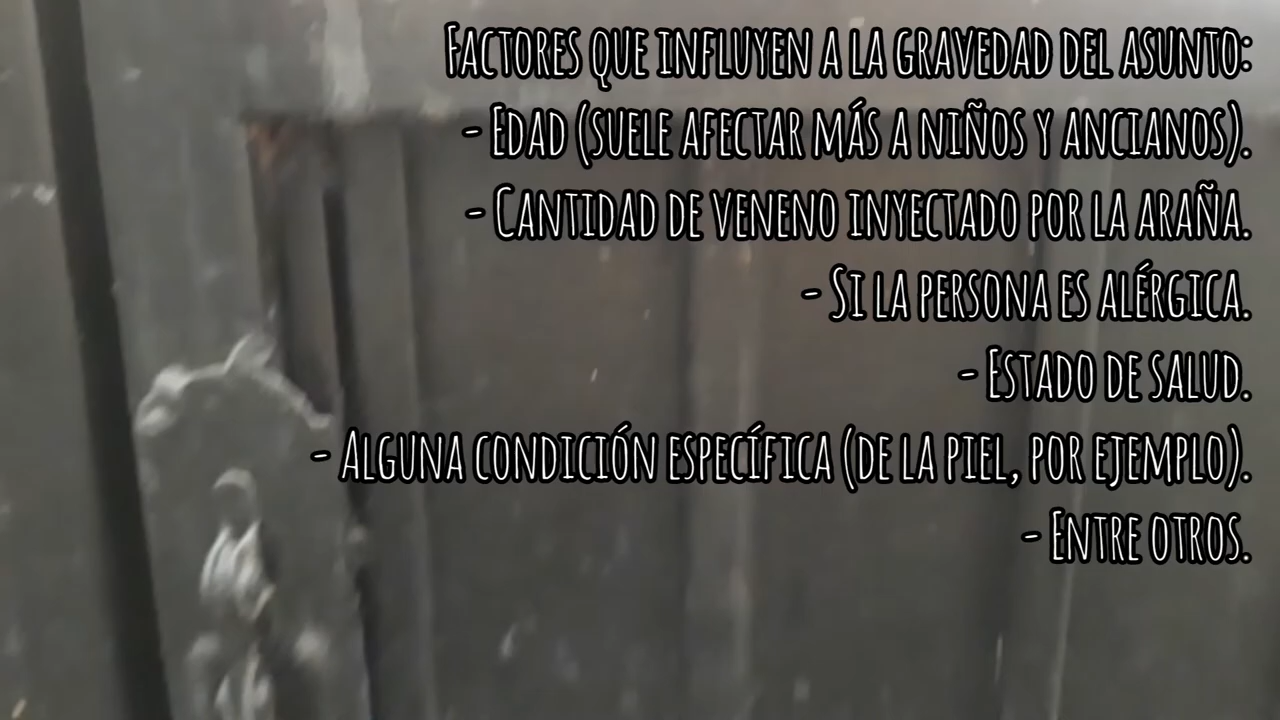 Factores que influyen a la gravedad del asunto:
- Edad (suele afectar más a niños y ancianos).
- Cantidad de veneno inyectado por la araña.
- Si la persona es alérgica.
- Estado de salud.
- Alguna condición específica (de la piel, por ejemplo).
- Entre otros.